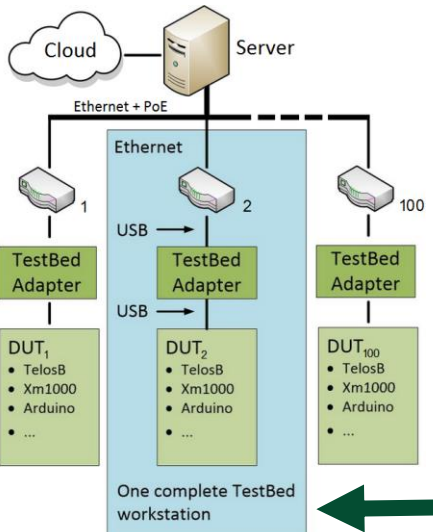 Cloud
Server
Ethernet + PoE
Ethernet
1
2
100
USB
TestBed
Adapter
TestBed
Adapter
TestBed
Adapter
USB
DUT1
• TelosB
• Xm1000
• Arduino
• ...
DUT2
• TelosB
• Xm1000
• Arduino
• ...
DUT100
• TelosB
• Xm1000
• Arduino
• ...
One complete TestBed
workstation